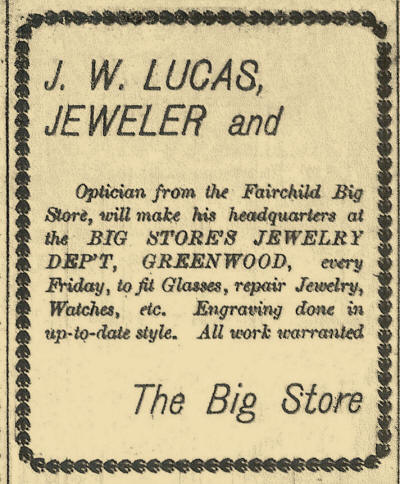 J. W. LUCAS,
JEWELER and
Optician from the Fairchild Big
Store, will make his headquarters at
the BIG STORE'S JEWELRY
DEP'T, GREENWOOD, every
Friday, to fit Glasses, repair Jewelry,
Watches, etc. Engraving done in
up-to-date style. All work warranted
The Big Store